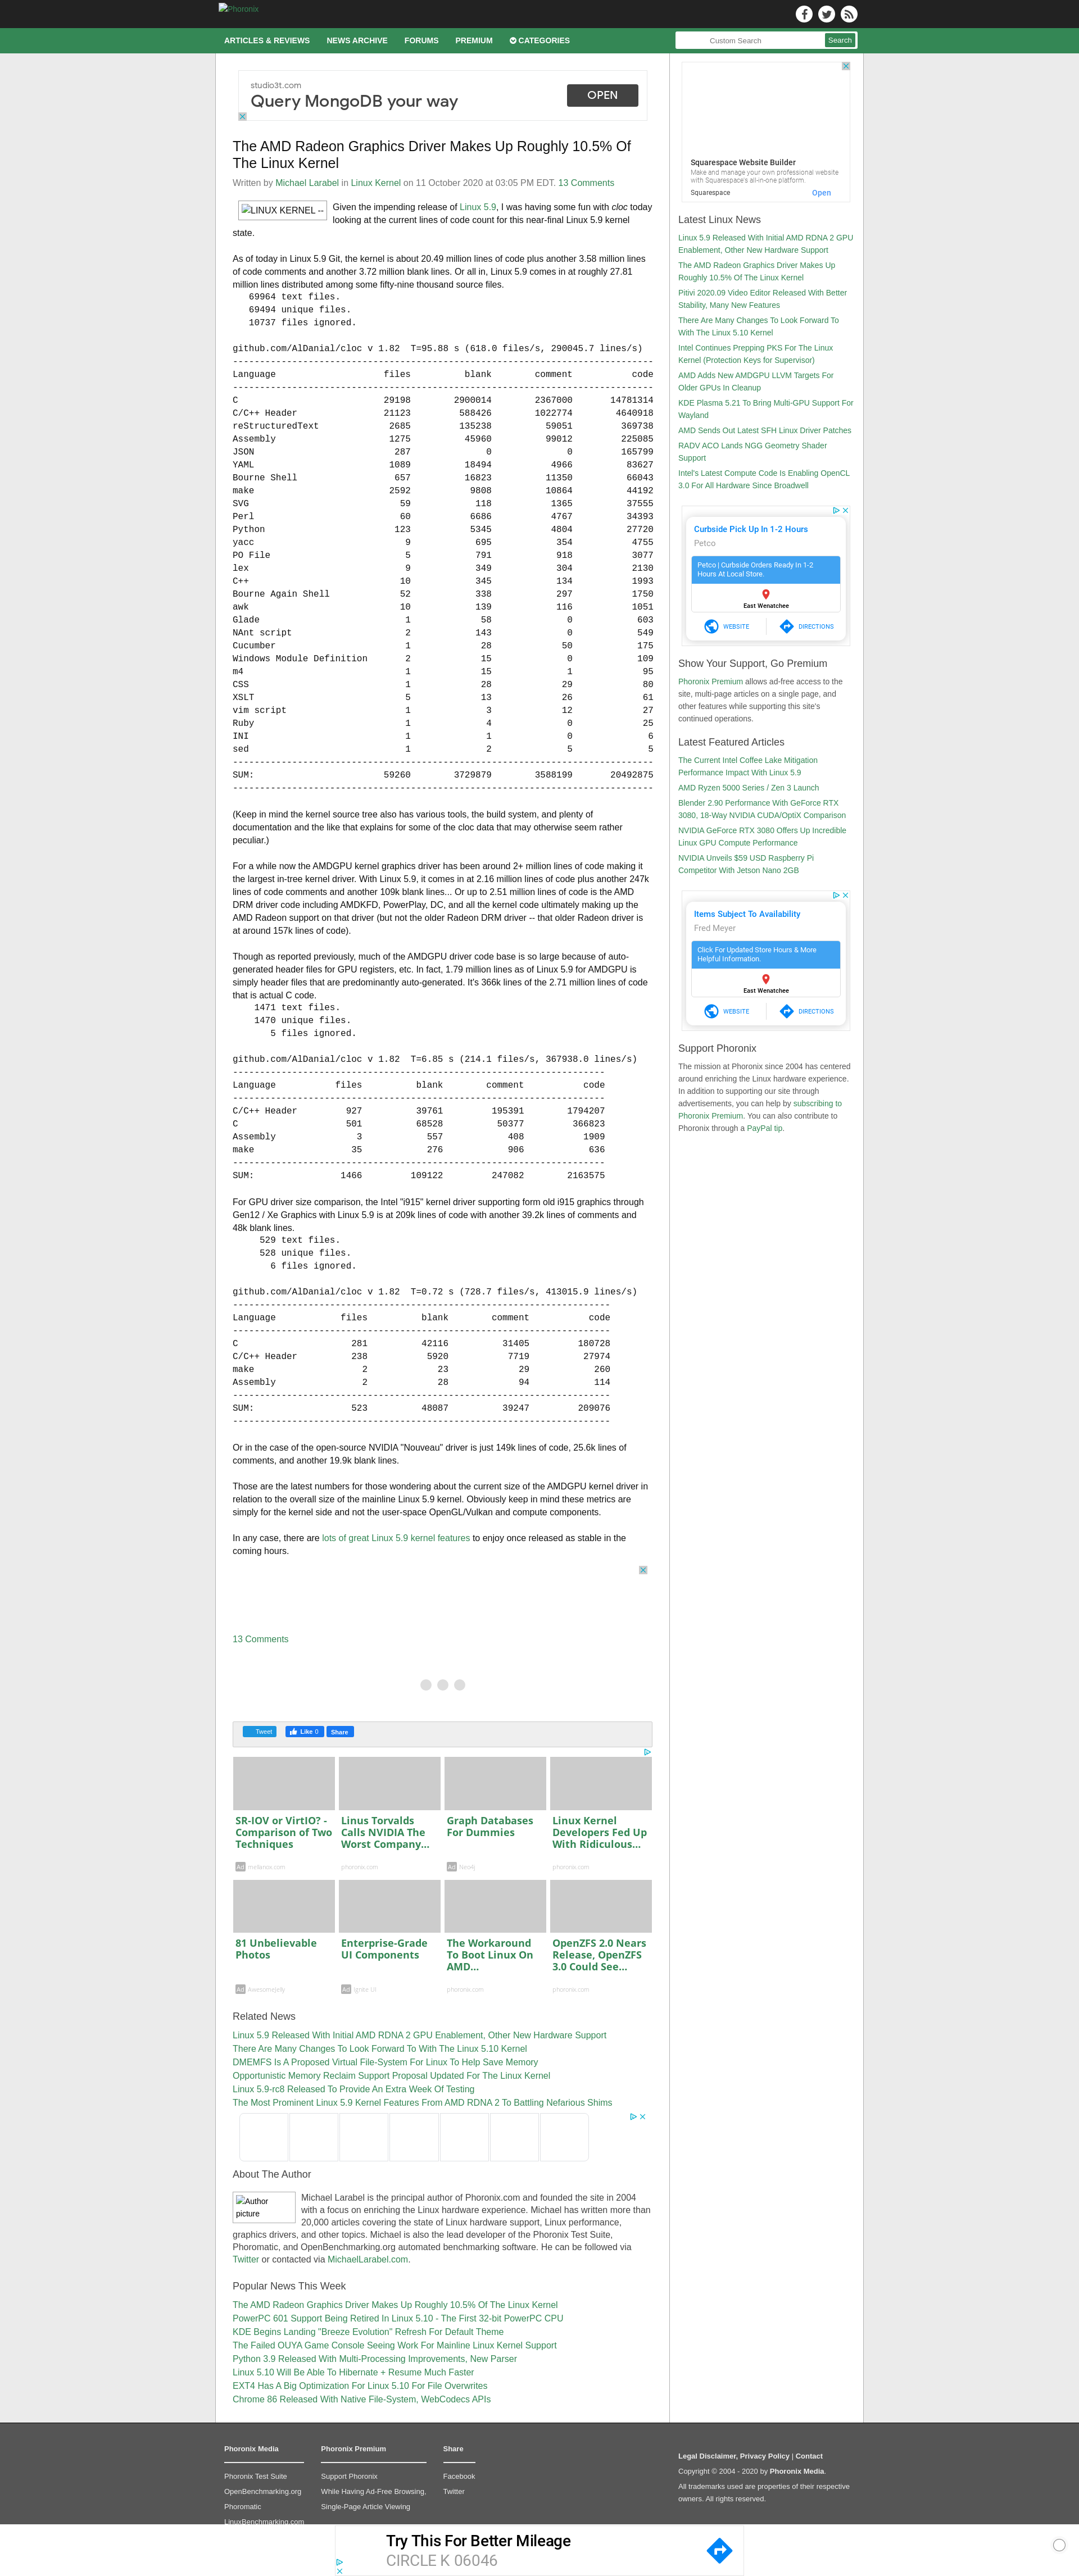 Phoronix
ARTICLES & REVIEWS NEWS ARCHIVE FORUMS PREMIUM CATEGORIES
Custom Search Search
studio3t.com
Query MongoDB your way
OPEN
The AMD Radeon Graphics Driver Makes Up Roughly 10.5% Of
The Linux Kernel
Written by Michael Larabel in Linux Kernel on 11 October 2020 at 03:05 PM EDT. 13 Comments
LINUX KERNEL --
Given the impending release of Linux 5.9, I was having some fun with cloc today
looking at the current lines of code count for this near-final Linux 5.9 kernel
state.
As of today in Linux 5.9 Git, the kernel is about 20.49 million lines of code plus another 3.58 million lines
of code comments and another 3.72 million blank lines. Or all in, Linux 5.9 comes in at roughly 27.81
million lines documented among some fifty-nine thousand source files.
69964 text files.
69494 unique files.
10737 files ignored.
github.com/AlDanial/cloc v 1.82 T=95.88 s (618.0 files/s, 290045.7 lines/s)
-------------------------------------------------------------------------------
Language files blank comment code
-------------------------------------------------------------------------------
C 29198 2900014 2367000 14781314
C/C++ Header 21123 588426 1022774 4640918
reStructuredText 2685 135238 59051 369738
Assembly 1275 45960 99012 225085
JSON 287 0 0 165799
YAML 1089 18494 4966 83627
Bourne Shell 657 16823 11350 66043
make 2592 9808 10864 44192
SVG 59 118 1365 37555
Perl 60 6686 4767 34393
Python 123 5345 4804 27720
yacc 9 695 354 4755
PO File 5 791 918 3077
lex 9 349 304 2130
C++ 10 345 134 1993
Bourne Again Shell 52 338 297 1750
awk 10 139 116 1051
Glade 1 58 0 603
NAnt script 2 143 0 549
Cucumber 1 28 50 175
Windows Module Definition 2 15 0 109
m4 1 15 1 95
CSS 1 28 29 80
XSLT 5 13 26 61
vim script 1 3 12 27
Ruby 1 4 0 25
INI 1 1 0 6
sed 1 2 5 5
-------------------------------------------------------------------------------
SUM: 59260 3729879 3588199 20492875
-------------------------------------------------------------------------------
(Keep in mind the kernel source tree also has various tools, the build system, and plenty of
documentation and the like that explains for some of the cloc data that may otherwise seem rather
peculiar.)
For a while now the AMDGPU kernel graphics driver has been around 2+ million lines of code making it
the largest in-tree kernel driver. With Linux 5.9, it comes in at 2.16 million lines of code plus another 247k
lines of code comments and another 109k blank lines... Or up to 2.51 million lines of code is the AMD
DRM driver code including AMDKFD, PowerPlay, DC, and all the kernel code ultimately making up the
AMD Radeon support on that driver (but not the older Radeon DRM driver -- that older Radeon driver is
at around 157k lines of code).
Though as reported previously, much of the AMDGPU driver code base is so large because of auto-
generated header files for GPU registers, etc. In fact, 1.79 million lines as of Linux 5.9 for AMDGPU is
simply header files that are predominantly auto-generated. It's 366k lines of the 2.71 million lines of code
that is actual C code.
1471 text files.
1470 unique files.
5 files ignored.
github.com/AlDanial/cloc v 1.82 T=6.85 s (214.1 files/s, 367938.0 lines/s)
-------------------------------------------------------------------------------
Language files blank comment code
-------------------------------------------------------------------------------
C/C++ Header 927 39761 195391 1794207
C 501 68528 50377 366823
Assembly 3 557 408 1909
make 35 276 906 636
-------------------------------------------------------------------------------
SUM: 1466 109122 247082 2163575
For GPU driver size comparison, the Intel "i915" kernel driver supporting form old i915 graphics through
Gen12 / Xe Graphics with Linux 5.9 is at 209k lines of code with another 39.2k lines of comments and
48k blank lines.
529 text files.
528 unique files.
6 files ignored.
github.com/AlDanial/cloc v 1.82 T=0.72 s (728.7 files/s, 413015.9 lines/s)
-------------------------------------------------------------------------------
Language files blank comment code
-------------------------------------------------------------------------------
C 281 42116 31405 180728
C/C++ Header 238 5920 7719 27974
make 2 23 29 260
Assembly 2 28 94 114
-------------------------------------------------------------------------------
SUM: 523 48087 39247 209076
-------------------------------------------------------------------------------
Or in the case of the open-source NVIDIA "Nouveau" driver is just 149k lines of code, 25.6k lines of
comments, and another 19.9k blank lines.
Those are the latest numbers for those wondering about the current size of the AMDGPU kernel driver in
relation to the overall size of the mainline Linux 5.9 kernel. Obviously keep in mind these metrics are
simply for the kernel side and not the user-space OpenGL/Vulkan and compute components.
In any case, there are lots of great Linux 5.9 kernel features to enjoy once released as stable in the
coming hours.
13 Comments
Tweet Like 0 Share
SR-IOV or VirtIO? -
Comparison of Two
Techniques
Ad mellanox.com
Linus Torvalds
Calls NVIDIA The
Worst Company...
phoronix.com
Graph Databases
For Dummies
Ad Neo4j
Linux Kernel
Developers Fed Up
With Ridiculous...
phoronix.com
81 Unbelievable
Photos
Ad AwesomeJelly
Enterprise-Grade
UI Components
Ad Ignite UI
The Workaround
To Boot Linux On
AMD...
phoronix.com
OpenZFS 2.0 Nears
Release, OpenZFS
3.0 Could See...
phoronix.com
Related News
Linux 5.9 Released With Initial AMD RDNA 2 GPU Enablement, Other New Hardware Support
There Are Many Changes To Look Forward To With The Linux 5.10 Kernel
DMEMFS Is A Proposed Virtual File-System For Linux To Help Save Memory
Opportunistic Memory Reclaim Support Proposal Updated For The Linux Kernel
Linux 5.9-rc8 Released To Provide An Extra Week Of Testing
The Most Prominent Linux 5.9 Kernel Features From AMD RDNA 2 To Battling Nefarious Shims
About The Author
Author
picture
Michael Larabel is the principal author of Phoronix.com and founded the site in 2004
with a focus on enriching the Linux hardware experience. Michael has written more than
20,000 articles covering the state of Linux hardware support, Linux performance,
graphics drivers, and other topics. Michael is also the lead developer of the Phoronix Test Suite,
Phoromatic, and OpenBenchmarking.org automated benchmarking software. He can be followed via
Twitter or contacted via MichaelLarabel.com.
Popular News This Week
The AMD Radeon Graphics Driver Makes Up Roughly 10.5% Of The Linux Kernel
PowerPC 601 Support Being Retired In Linux 5.10 - The First 32-bit PowerPC CPU
KDE Begins Landing "Breeze Evolution" Refresh For Default Theme
The Failed OUYA Game Console Seeing Work For Mainline Linux Kernel Support
Python 3.9 Released With Multi-Processing Improvements, New Parser
Linux 5.10 Will Be Able To Hibernate + Resume Much Faster
EXT4 Has A Big Optimization For Linux 5.10 For File Overwrites
Chrome 86 Released With Native File-System, WebCodecs APIs
Squarespace Website Builder
Make and manage your own professional website
with Squarespace's all-in-one platform.
Squarespace Open
Latest Linux News
Linux 5.9 Released With Initial AMD RDNA 2 GPU
Enablement, Other New Hardware Support
The AMD Radeon Graphics Driver Makes Up
Roughly 10.5% Of The Linux Kernel
Pitivi 2020.09 Video Editor Released With Better
Stability, Many New Features
There Are Many Changes To Look Forward To
With The Linux 5.10 Kernel
Intel Continues Prepping PKS For The Linux
Kernel (Protection Keys for Supervisor)
AMD Adds New AMDGPU LLVM Targets For
Older GPUs In Cleanup
KDE Plasma 5.21 To Bring Multi-GPU Support For
Wayland
AMD Sends Out Latest SFH Linux Driver Patches
RADV ACO Lands NGG Geometry Shader
Support
Intel's Latest Compute Code Is Enabling OpenCL
3.0 For All Hardware Since Broadwell
Curbside Pick Up In 1-2 Hours
Petco
Petco | Curbside Orders Ready In 1-2
Hours At Local Store.
East Wenatchee
WEBSITE DIRECTIONS
Show Your Support, Go Premium
Phoronix Premium allows ad-free access to the
site, multi-page articles on a single page, and
other features while supporting this site's
continued operations.
Latest Featured Articles
The Current Intel Coffee Lake Mitigation
Performance Impact With Linux 5.9
AMD Ryzen 5000 Series / Zen 3 Launch
Blender 2.90 Performance With GeForce RTX
3080, 18-Way NVIDIA CUDA/OptiX Comparison
NVIDIA GeForce RTX 3080 Offers Up Incredible
Linux GPU Compute Performance
NVIDIA Unveils $59 USD Raspberry Pi
Competitor With Jetson Nano 2GB
Items Subject To Availability
Fred Meyer
Click For Updated Store Hours & More
Helpful Information.
East Wenatchee
WEBSITE DIRECTIONS
Support Phoronix
The mission at Phoronix since 2004 has centered
around enriching the Linux hardware experience.
In addition to supporting our site through
advertisements, you can help by subscribing to
Phoronix Premium. You can also contribute to
Phoronix through a PayPal tip.
Phoronix Media
Phoronix Test Suite
OpenBenchmarking.org
Phoromatic
LinuxBenchmarking.com
Phoronix Premium
Support Phoronix
While Having Ad-Free Browsing,
Single-Page Article Viewing
Share
Facebook
Twitter
Legal Disclaimer, Privacy Policy | Contact
Copyright © 2004 - 2020 by Phoronix Media.
All trademarks used are properties of their respective
owners. All rights reserved.
Try This For Better Mileage
CIRCLE K 06046